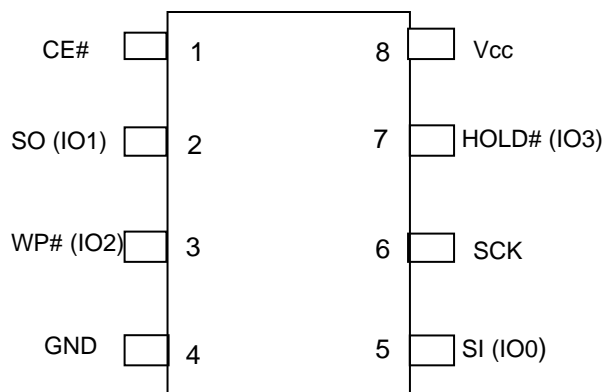 CE# 1 8 Vcc
SO (IO1) 2 7 HOLD# (IO3)
WP# (IO2) 3 6 SCK
GND 4 5 SI (IO0)